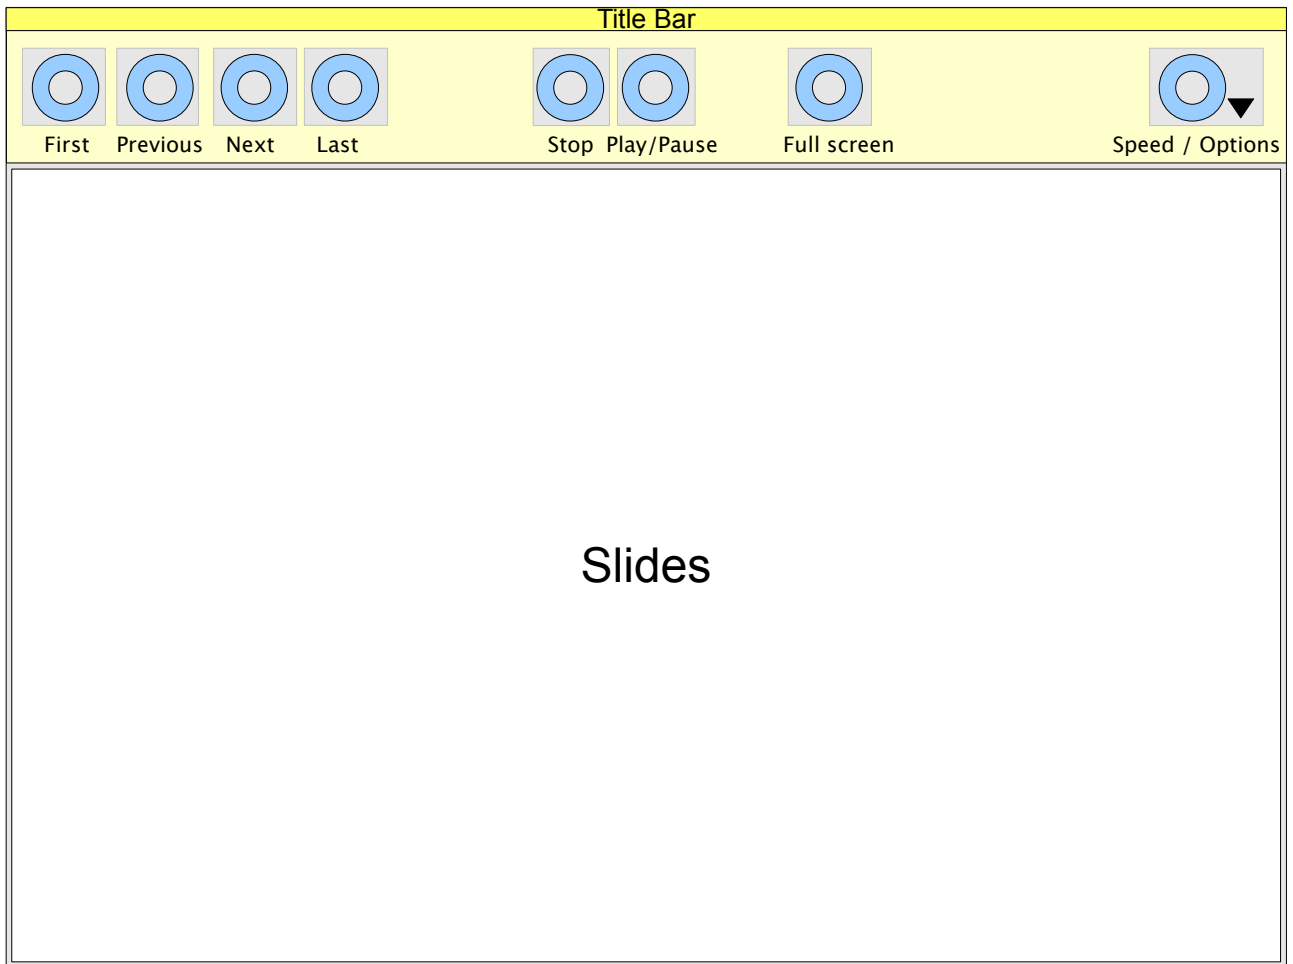 Title Bar
First Previous Next Last Stop Play/Pause Full screen Speed / Options
Slides